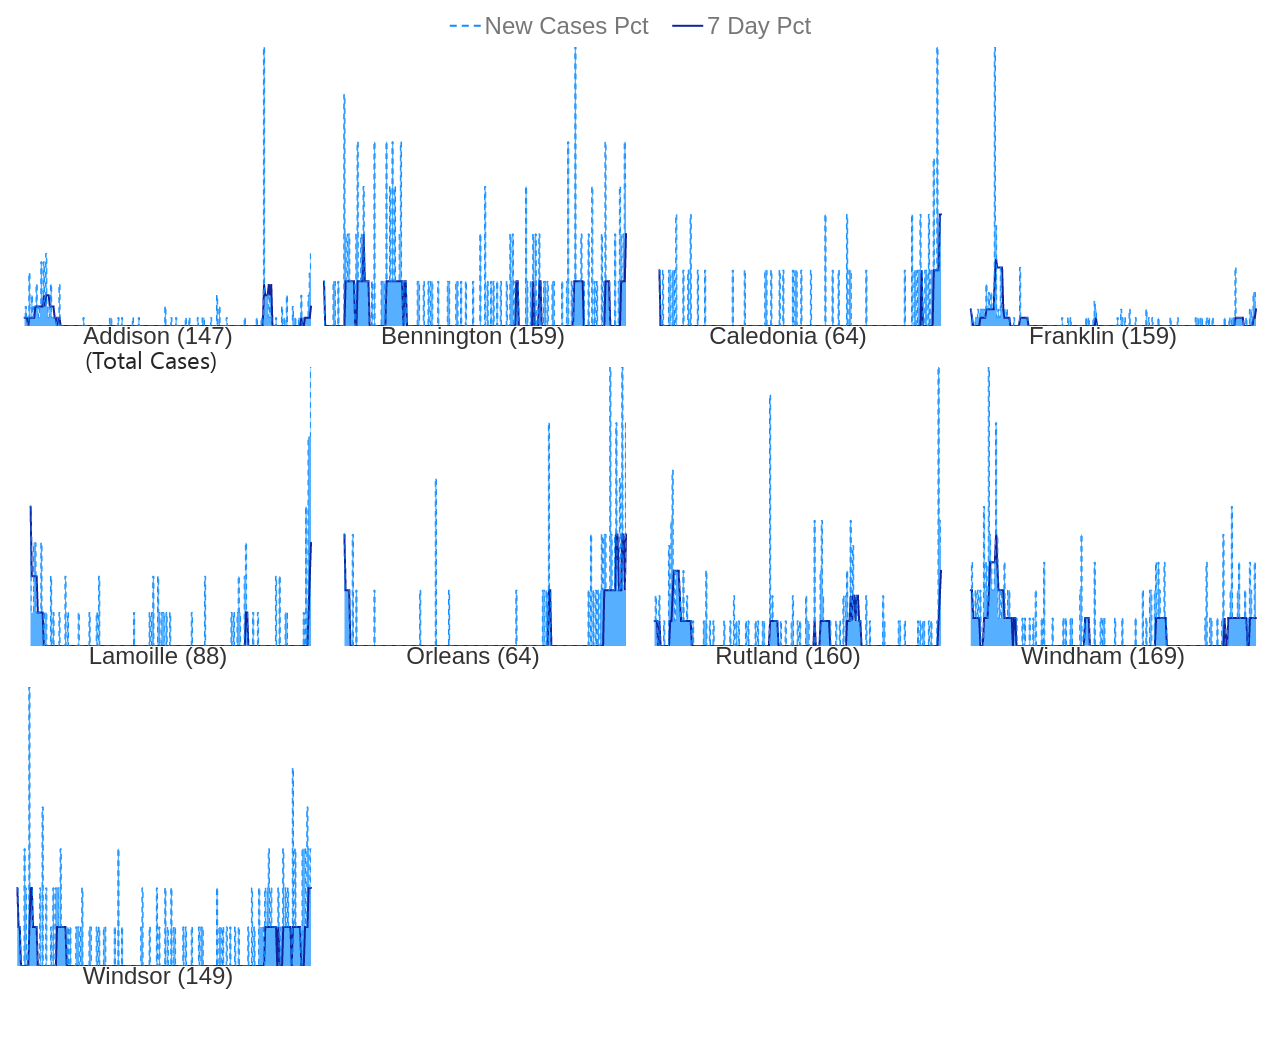 New Cases Pct 7 Day Pct
Addison (147) Bennington (159) Caledonia (64) Franklin (159)
(Total Cases)
Lamoille (88) Orleans (64) Rutland (160) Windham (169)
Windsor (149)